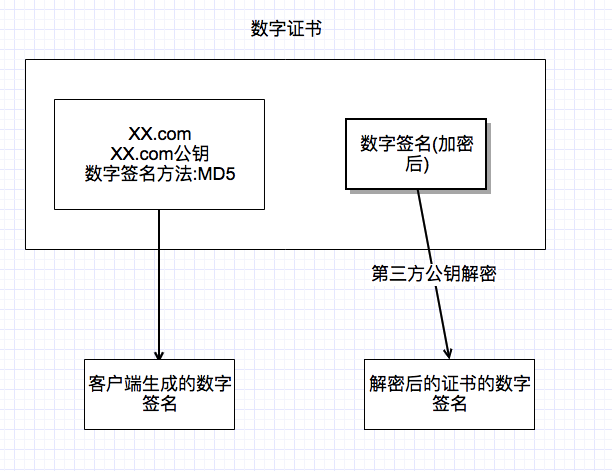 数字证书
XX.com
XX.com公钥
数字签名方法:MD5
数字签名(加密
后)
第三方公钥解密
客户端生成的数字
签名
解密后的证书的数字
签名